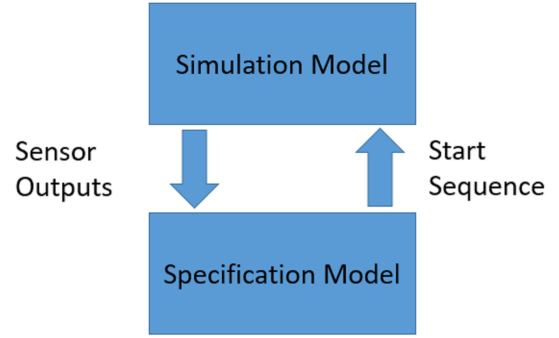 Simulation Model
Sensor
Outputs
Start
Sequence
Specification Model